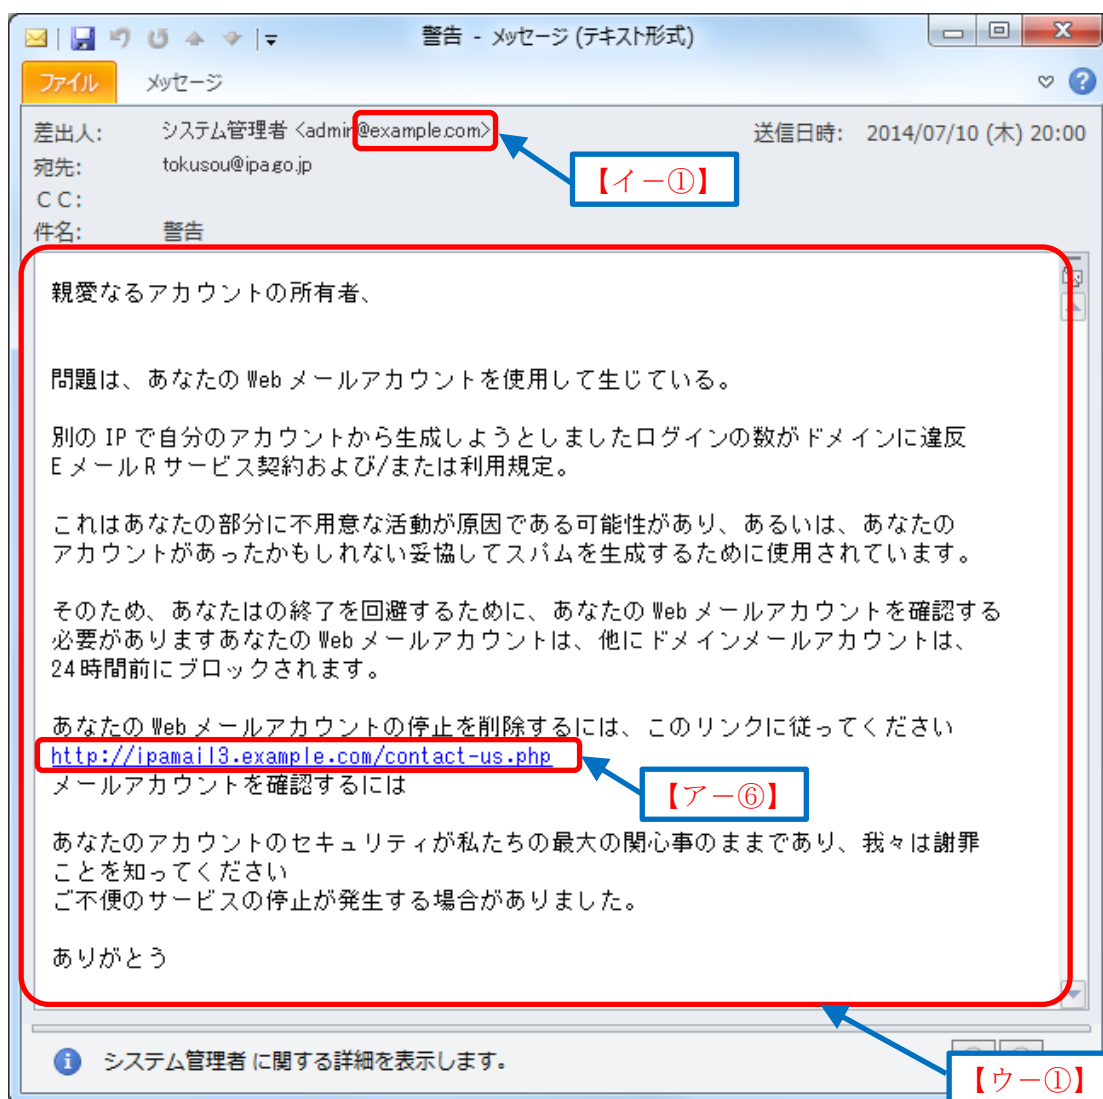 警告 - メッセージ (テキスト形式)
ファイル メッセージ
差出人: システム管理者 <admin@example.com> 送信日時: 2014/07/10 (木) 20:00
宛先: tokusou@ipa.go.jp
【イー①】
CC:
件名: 警告
親愛なるアカウントの所有者、
問題は、あなたの Web メールアカウントを使用して生じている。
別の IP で自分のアカウントから生成しようとしましたログインの数がドメインに違反
E メール R サービス契約および/または利用規定。
これはあなたの部分に不用意な活動が原因である可能性があり、あるいは、あなたの
アカウントがあったかもしれない妥協してスパムを生成するために使用されています。
そのため、あなたはの終了を回避するために、あなたの Web メールアカウントを確認する
必要がありますあなたの Web メールアカウントは、他にドメインメールアカウントは、
24 時間前にブロックされます。
あなたの Web メールアカウントの停止を削除するには、このリンクに従ってください
http://ipamail3.example.com/contact-us.php
メールアカウントを確認するには
【アー⑥】
あなたのアカウントのセキュリティが私たちの最大の関心事のままであり、我々は謝罪
ことを知ってください
ご不便のサービスの停止が発生する場合がありました。
ありがとう
システム管理者 に関する詳細を表示します。
【ウー①】